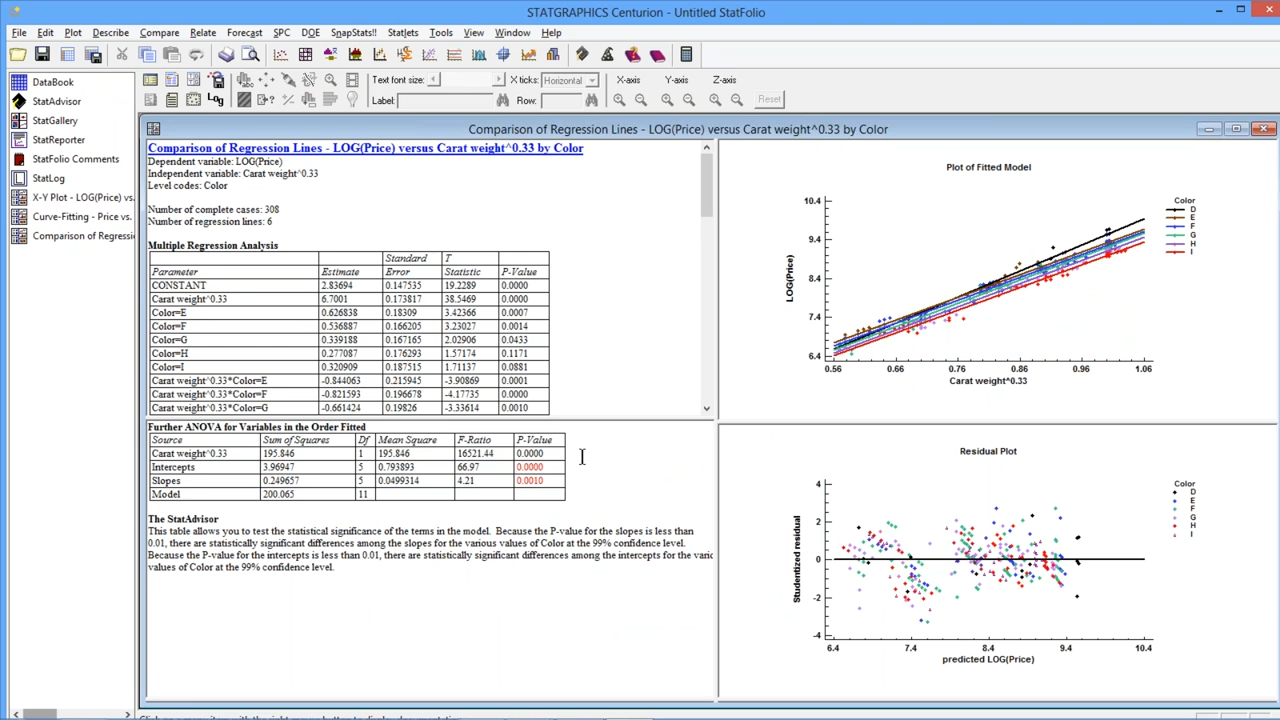 STATGRAPHICS Centurion - Untitled StatFolio
File Edit Plot Describe Compare Relate Forecast SPC DOE SnapStats!! StatJets Tools View Window Help
Log Text font size: X ticks: Horizontal X-axis Y-axis Z-axis
Label: Row: Reset
DataBook
StatAdvisor
StatGallery
StatReporter
StatFolio Comments
StatLog
X-Y Plot - LOG(Price) vs.
Curve-Fitting - Price vs.
Comparison of Regressi
Comparison of Regression Lines - LOG(Price) versus Carat weight^0.33 by Color
Comparison of Regression Lines - LOG(Price) versus Carat weight^0.33 by Color
Dependent variable: LOG(Price)
Independent variable: Carat weight^0.33
Level codes: Color
Number of complete cases: 308
Number of regression lines: 6
Multiple Regression Analysis
Standard T
Parameter Estimate Error Statistic P-Value
CONSTANT 2.83694 0.147535 19.2289 0.0000
Carat weight^0.33 6.7001 0.173817 38.5469 0.0000
Color=E 0.626838 0.18309 3.42366 0.0007
Color=F 0.536887 0.166205 3.23027 0.0014
Color=G 0.339188 0.167165 2.02906 0.0433
Color=H 0.277087 0.176293 1.57174 0.1171
Color=I 0.320909 0.187515 1.71137 0.0881
Carat weight^0.33*Color=E -0.844063 0.215945 -3.90869 0.0001
Carat weight^0.33*Color=F -0.821593 0.196678 -4.17735 0.0000
Carat weight^0.33*Color=G -0.661424 0.19826 -3.33614 0.0010
Further ANOVA for Variables in the Order Fitted
Source Sum of Squares Df Mean Square F-Ratio P-Value
Carat weight^0.33 195.846 1 195.846 16521.44 0.0000
Intercepts 3.96947 5 0.793893 66.97 0.0000
Slopes 0.249657 5 0.0499314 4.21 0.0010
Model 200.065 11
The StatAdvisor
This table allows you to test the statistical significance of the terms in the model. Because the P-value for the slopes is less than
0.01, there are statistically significant differences among the slopes for the various values of Color at the 99% confidence level.
Because the P-value for the intercepts is less than 0.01, there are statistically significant differences among the intercepts for the varic
values of Color at the 99% confidence level.
Plot of Fitted Model
LOG(Price)
10.4
9.4
8.4
7.4
6.4
0.56 0.66 0.76 0.86 0.96 1.06
Carat weight^0.33
Color
D
E
F
G
H
I
Residual Plot
Studentized residual
4
2
0
-2
-4
6.4 7.4 8.4 9.4 10.4
predicted LOG(Price)
Color
D
E
F
G
H
I